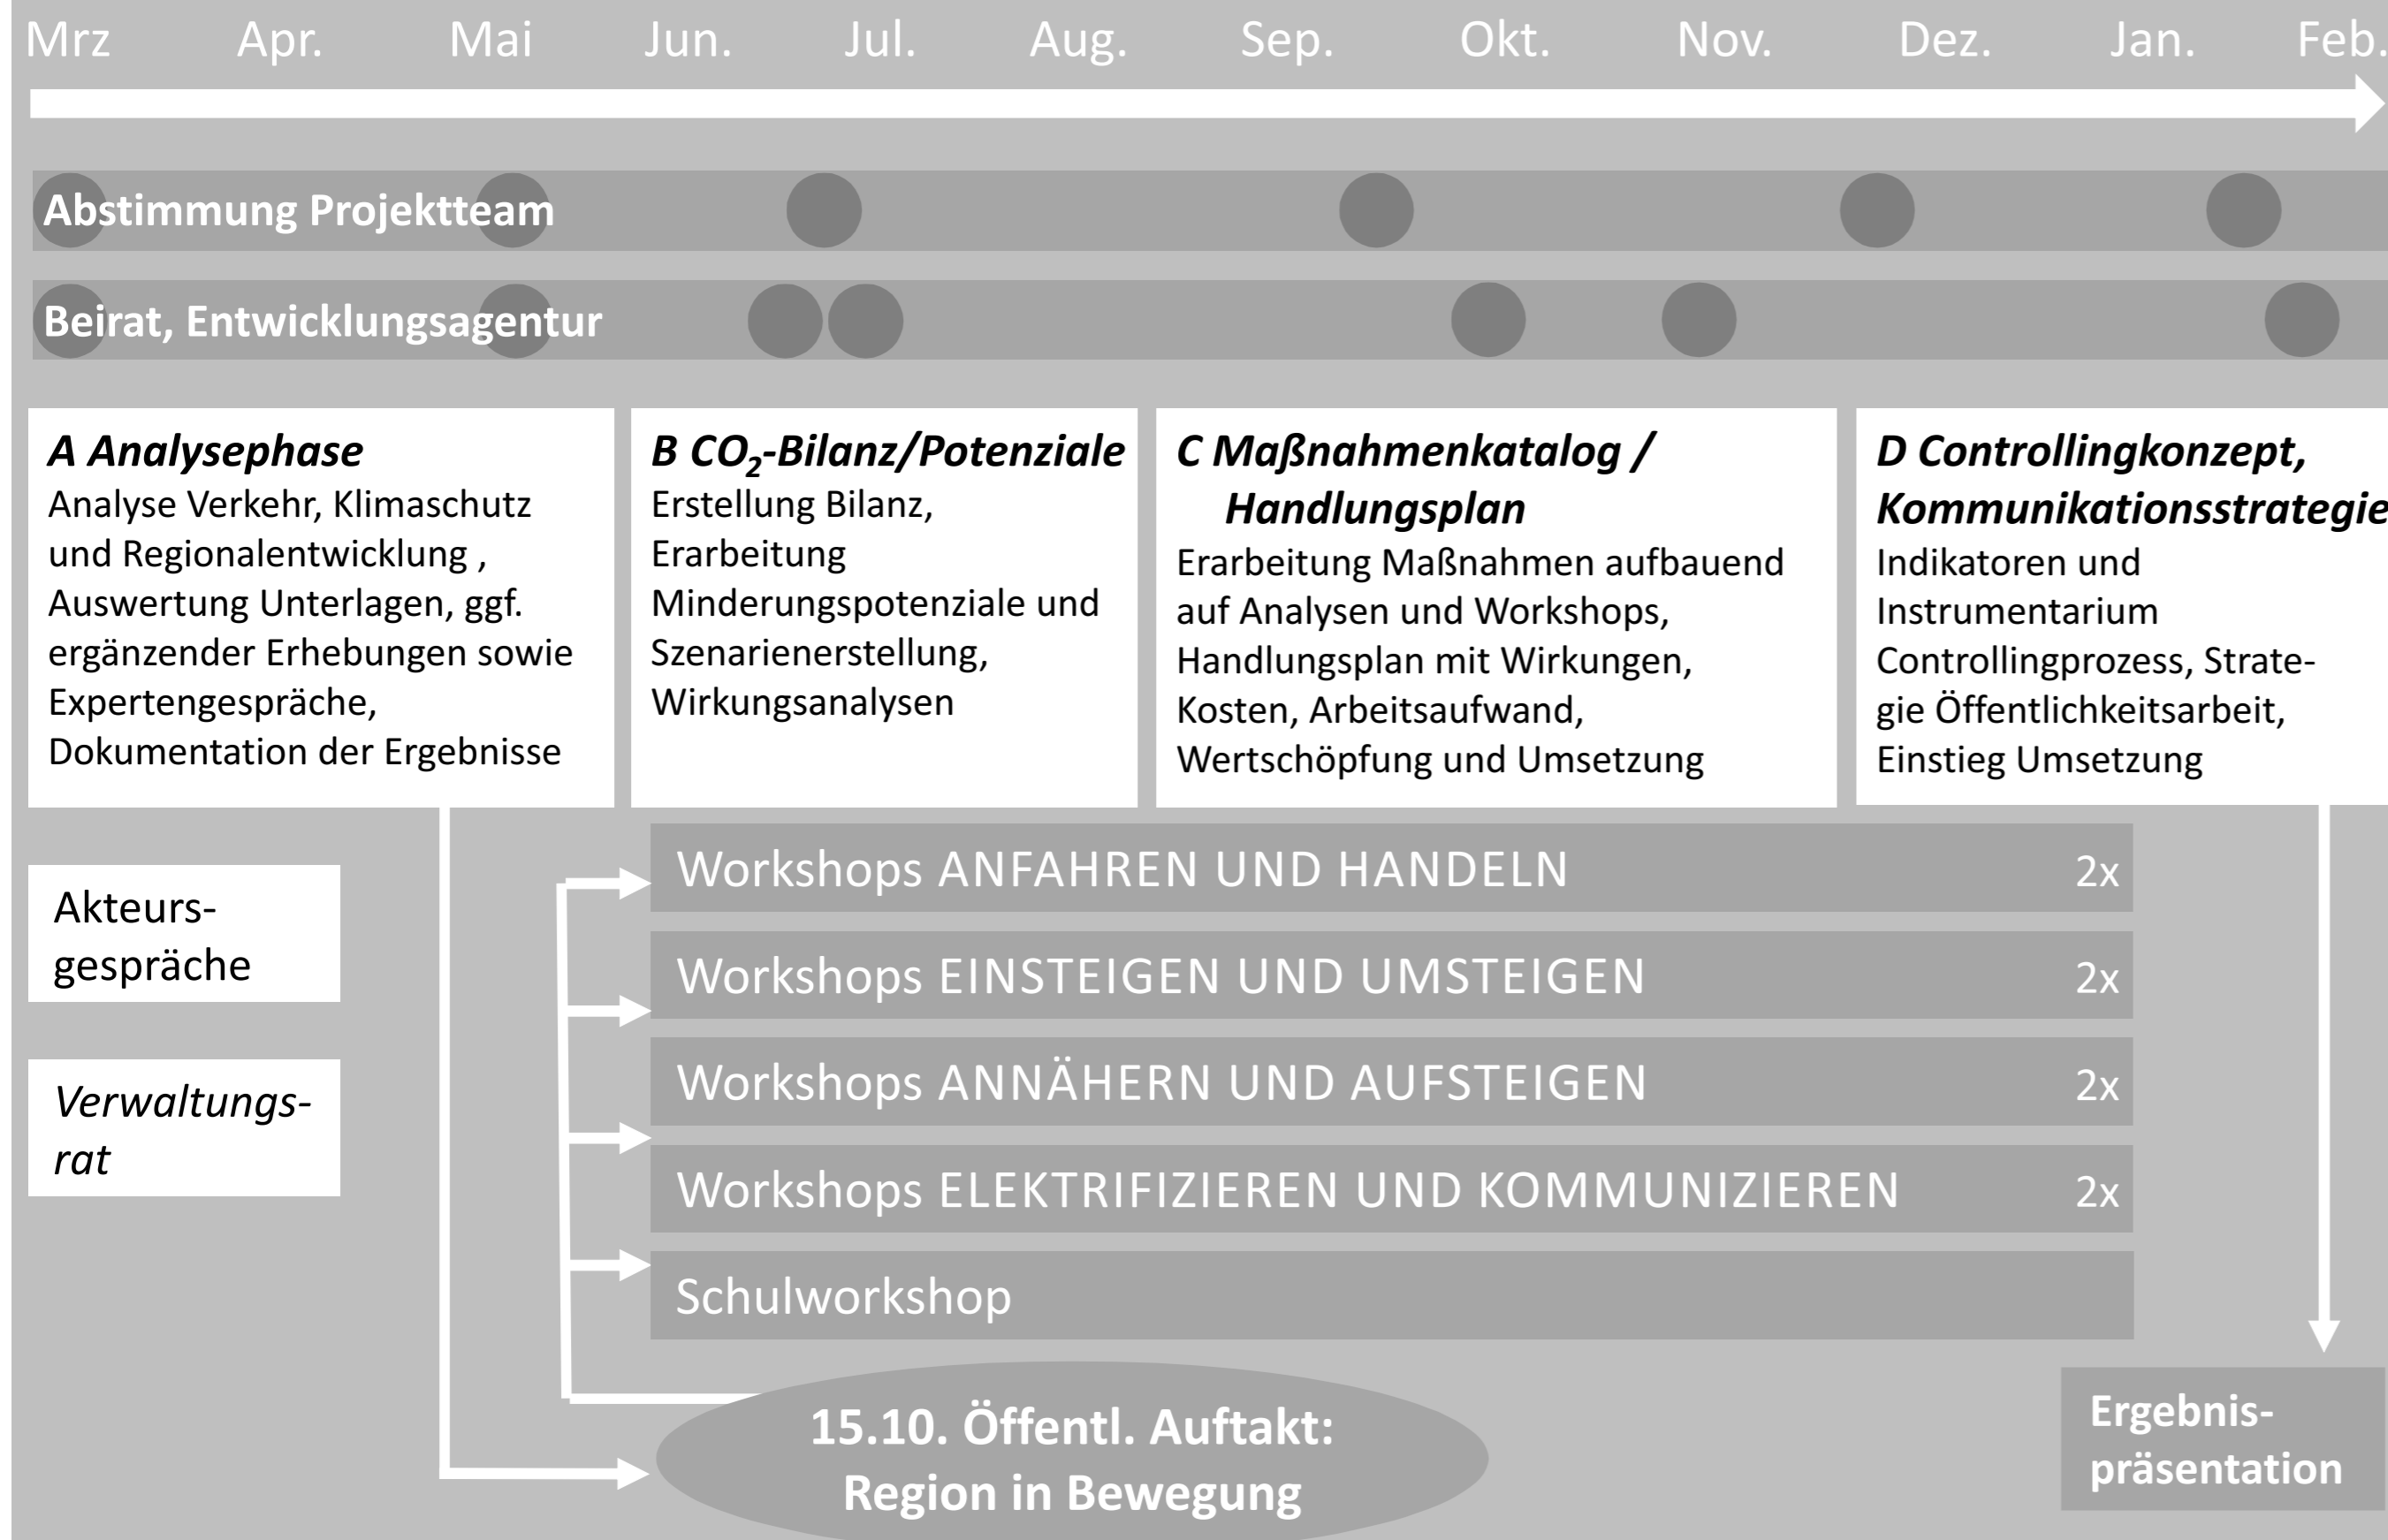 Mrz Apr. Mai Jun. Jul. Aug. Sep. Okt. Nov. Dez. Jan. Feb.
Abstimmung Projektteam
Beirat, Entwicklungsagentur
A Analysephase
Analyse Verkehr, Klimaschutz
und Regionalentwicklung ,
Auswertung Unterlagen, ggf.
ergänzender Erhebungen sowie
Expertengespräche,
Dokumentation der Ergebnisse
B CO₂-Bilanz/Potenziale
Erstellung Bilanz,
Erarbeitung
Minderungspotenziale und
Szenarienerstellung,
Wirkungsanalysen
C Maßnahmenkatalog /
Handlungsplan
Erarbeitung Maßnahmen aufbauend
auf Analysen und Workshops,
Handlungsplan mit Wirkungen,
Kosten, Arbeitsaufwand,
Wertschöpfung und Umsetzung
D Controllingkonzept,
Kommunikationsstrategie
Indikatoren und
Instrumentarium
Controllingprozess, Strate-
gie Öffentlichkeitsarbeit,
Einstieg Umsetzung
Akteurs-
gespräche
Verwaltungs-
rat
Workshops ANFAHREN UND HANDELN 2x
Workshops EINSTEIGEN UND UMSTEIGEN 2x
Workshops ANNÄHERN UND AUFSTEIGEN 2x
Workshops ELEKTRIFIZIEREN UND KOMMUNIZIEREN 2x
Schulworkshop
15.10. Öffentl. Auftakt:
Region in Bewegung
Ergebnis-
präsentation